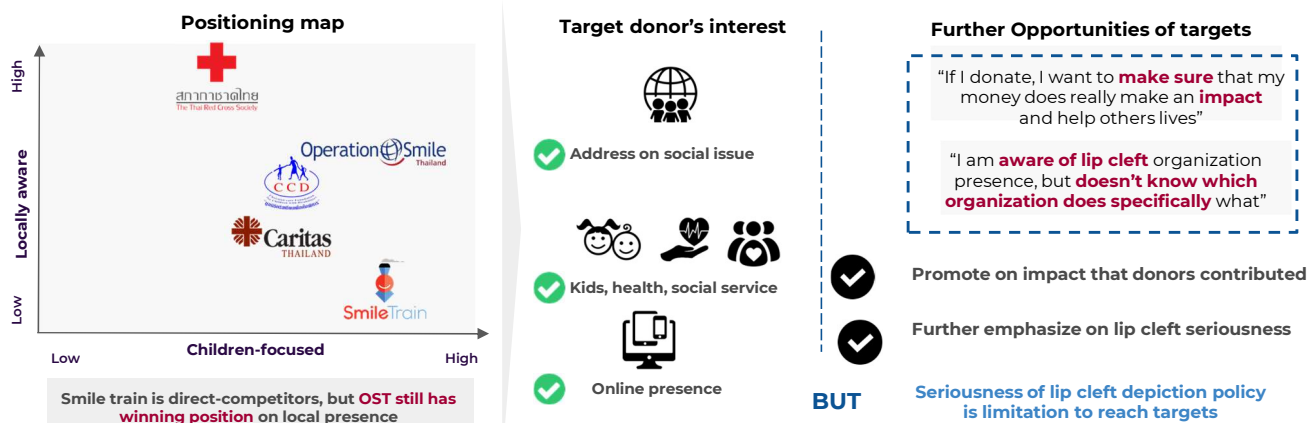 Positioning map
High
Locally aware
Low
สภากาชาดไทย
The Thai Red Cross Society
Operation Smile
Thailand
CCD
Caritas
THAILAND
SmileTrain
Low
Children-focused
High
Smile train is direct-competitors, but OST still has
winning position on local presence
Target donor's interest
Address on social issue
Kids, health, social service
Online presence
Further Opportunities of targets
“If I donate, I want to make sure that my
money does really make an impact
and help others lives”
“I am aware of lip cleft organization
presence, but doesn’t know which
organization does specifically what”
Promote on impact that donors contributed
Further emphasize on lip cleft seriousness
BUT
Seriousness of lip cleft depiction policy
is limitation to reach targets